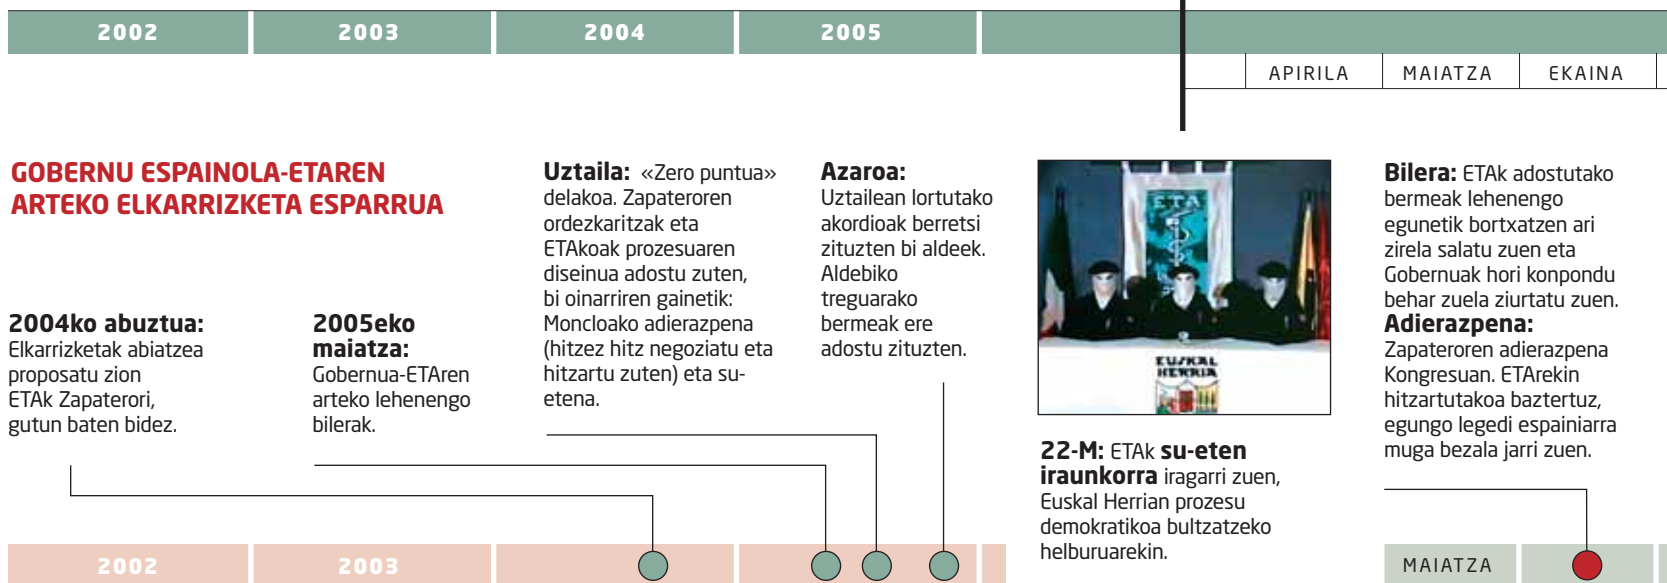 2002 2003 2004 2005
APIRILA MAIATZA EKAINA
GOBERNU ESPAINOLA-ETAREN
ARTEKO ELKARRIZKETA ESPARRUA
2004ko abuztua:
Elkarrizketak abiatzea
proposatu zion
ETAk Zapaterori,
gutun baten bidez.
2005eko
maiatza:
Gobernua-ETAren
arteko lehenengo
bilerak.
Uztaila: «Zero puntua»
delakoa. Zapateroren
ordezkaritzak eta
ETAkoak prozesuaren
diseinua adostu zuten,
bi oinarriren gainetik:
Moncloako adierazpena
(hitzez hitz negoziatu eta
hitzartu zuten) eta su-
etena.
Azaroa:
Uztailean lortutako
akordioak berretsi
zituzten bi aldeek.
Aldebiko
treguarako
bermeak ere
adostu zituzten.
ETA
EUSKAL
HERRIA
22-M: ETAk su-eten
iraunkorra iragarri zuen,
Euskal Herrian prozesu
demokratikoa bultzatzeko
helburuarekin.
Bilera: ETAk adostutako
bermeak lehenengo
egunetik bortxatzen ari
zirela salatu zuen eta
Gobernuak hori konpondu
behar zuela ziurtatu zuen.
Adierazpena:
Zapateroren adierazpena
Kongresuan. ETArekin
hitzartutakoa baztertuz,
egungo legedi espainiarra
muga bezala jarri zuen.
2002 2003
MAIATZA